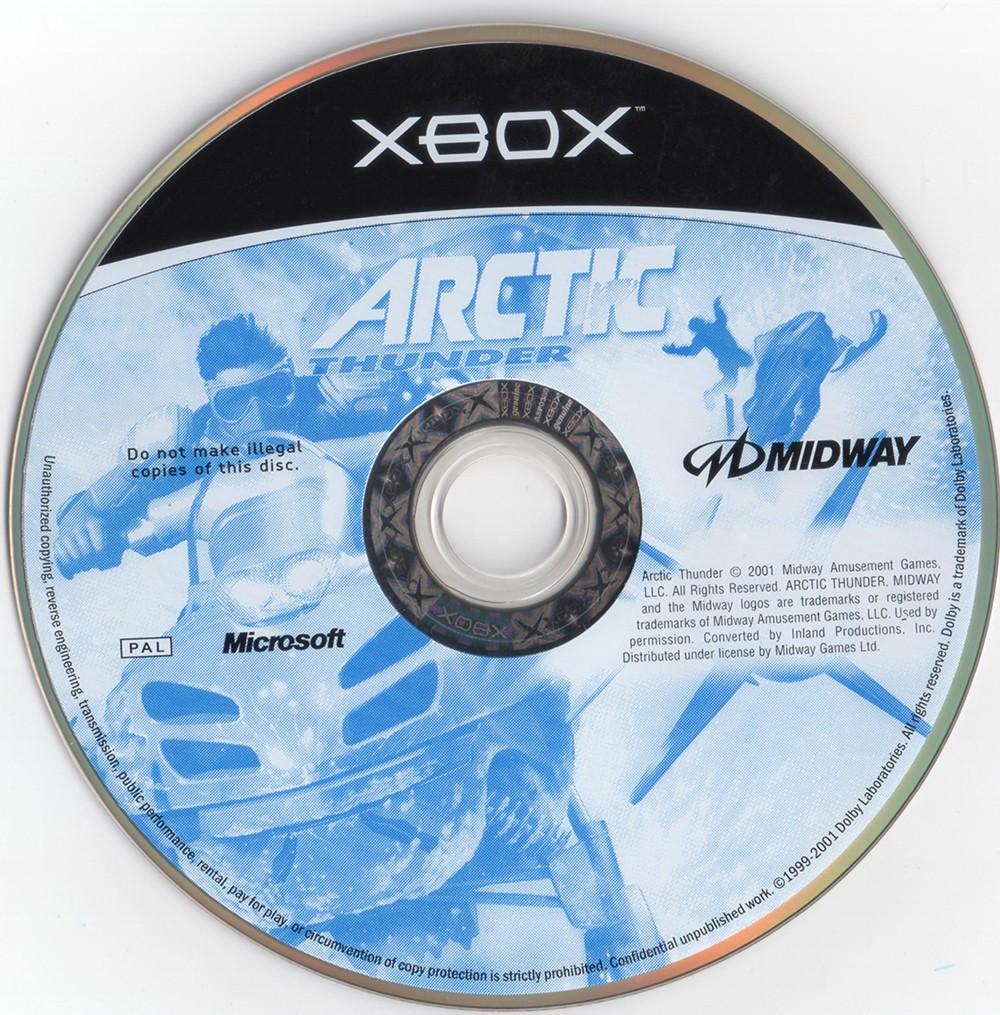 XBOX™
ARCTIC
THUNDER
Do not make illegal
copies of this disc.
MIDWAY
PAL
Microsoft
Arctic Thunder © 2001 Midway Amusement Games,
LLC. All Rights Reserved. ARCTIC THUNDER, MIDWAY
and the Midway logos are trademarks or registered
trademarks of Midway Amusement Games, LLC. Used by
permission. Converted by Inland Productions, Inc.
Distributed under license by Midway Games Ltd.
Unauthorized copying, reverse engineering, transmission, public performance, rental, pay for play, or circumvention of copy protection is strictly prohibited. Confidential unpublished work. ©1999-2001 Dolby Laboratories. All rights reserved. Dolby is a trademark of Dolby Laboratories.
XBOX